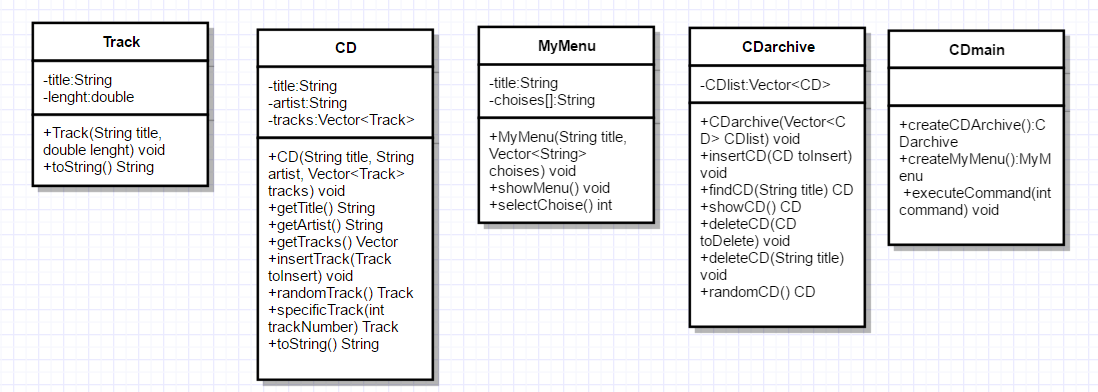 Track
-title:String
-lenght:double
+Track(String title,
double lenght) void
+toString() String
CD
-title:String
-artist:String
-tracks:Vector<Track>
+CD(String title, String
artist, Vector<Track>
tracks) void
+getTitle() String
+getArtist() String
+getTracks() Vector
+insertTrack(Track
toInsert) void
+randomTrack() Track
+specificTrack(int
trackNumber) Track
+toString() String
MyMenu
-title:String
-choises[]:String
+MyMenu(String title,
Vector<String>
choises) void
+showMenu() void
+selectChoise() int
CDarchive
-CDlist:Vector<CD>
+CDarchive(Vector<C
D> CDlist) void
+insertCD(CD toInsert)
void
+findCD(String title) CD
+showCD() CD
+deleteCD(CD
toDelete) void
+deleteCD(String title)
void
+randomCD() CD
CDmain
+createCDArchive():C
Darchive
+createMyMenu():MyM
enu
+executeCommand(int
command) void